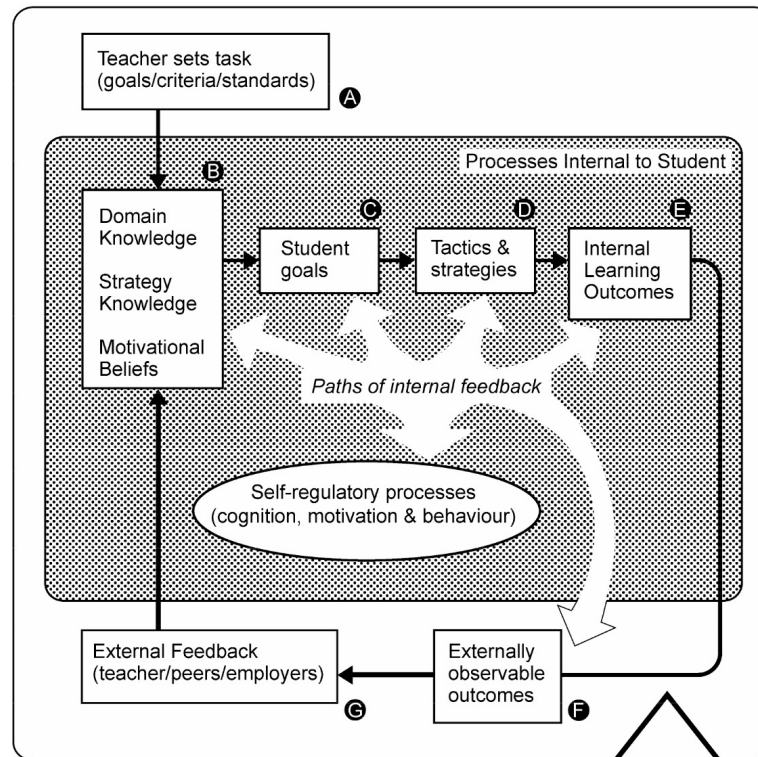 Teacher sets task
(goals/criteria/standards)
A
Processes Internal to Student
B
Domain
Knowledge
Strategy
Knowledge
Motivational
Beliefs
C
Student
goals
D
Tactics &
strategies
E
Internal
Learning
Outcomes
Paths of internal feedback
Self-regulatory processes
(cognition, motivation & behaviour)
External Feedback
(teacher/peers/employers)
G
Externally
observable
outcomes
F